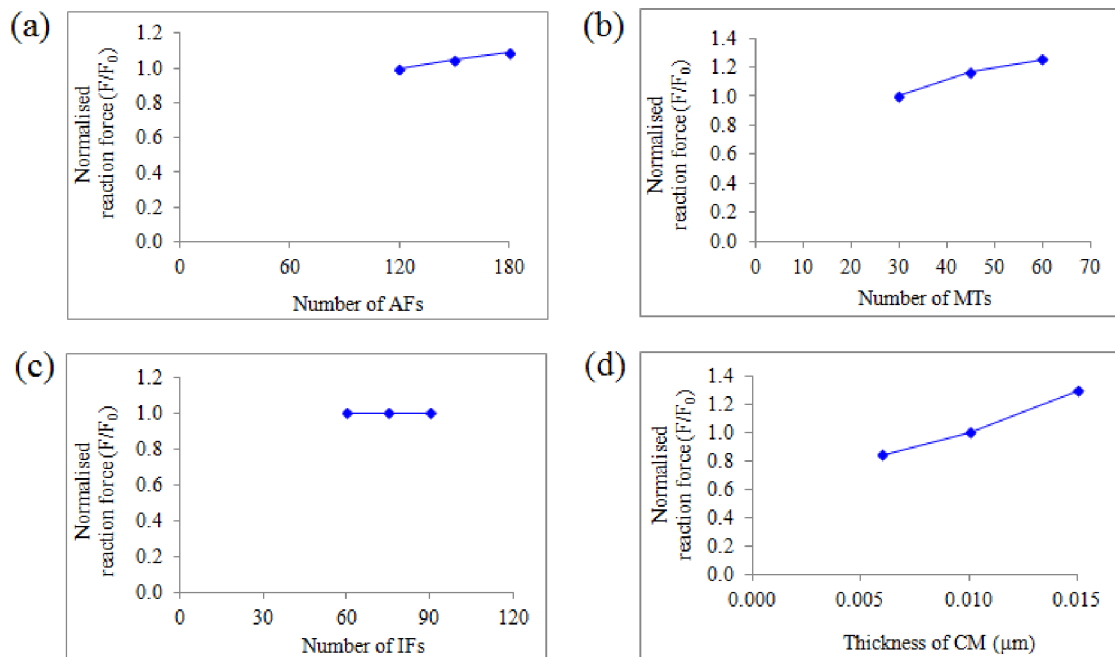 (a)
Normalised
reaction force (F/F0)
1.2
1.0
0.8
0.6
0.4
0.2
0.0
0 60 120 180
Number of AFs
(b)
Normalised
reaction force (F/F0)
1.4
1.2
1.0
0.8
0.6
0.4
0.2
0.0
0 10 20 30 40 50 60 70
Number of MTs
(c)
Normalised
reaction force (F/F0)
1.2
1.0
0.8
0.6
0.4
0.2
0.0
0 30 60 90 120
Number of IFs
(d)
Normalised
reaction force (F/F0)
1.4
1.2
1.0
0.8
0.6
0.4
0.2
0.0
0.000 0.005 0.010 0.015
Thickness of CM (µm)